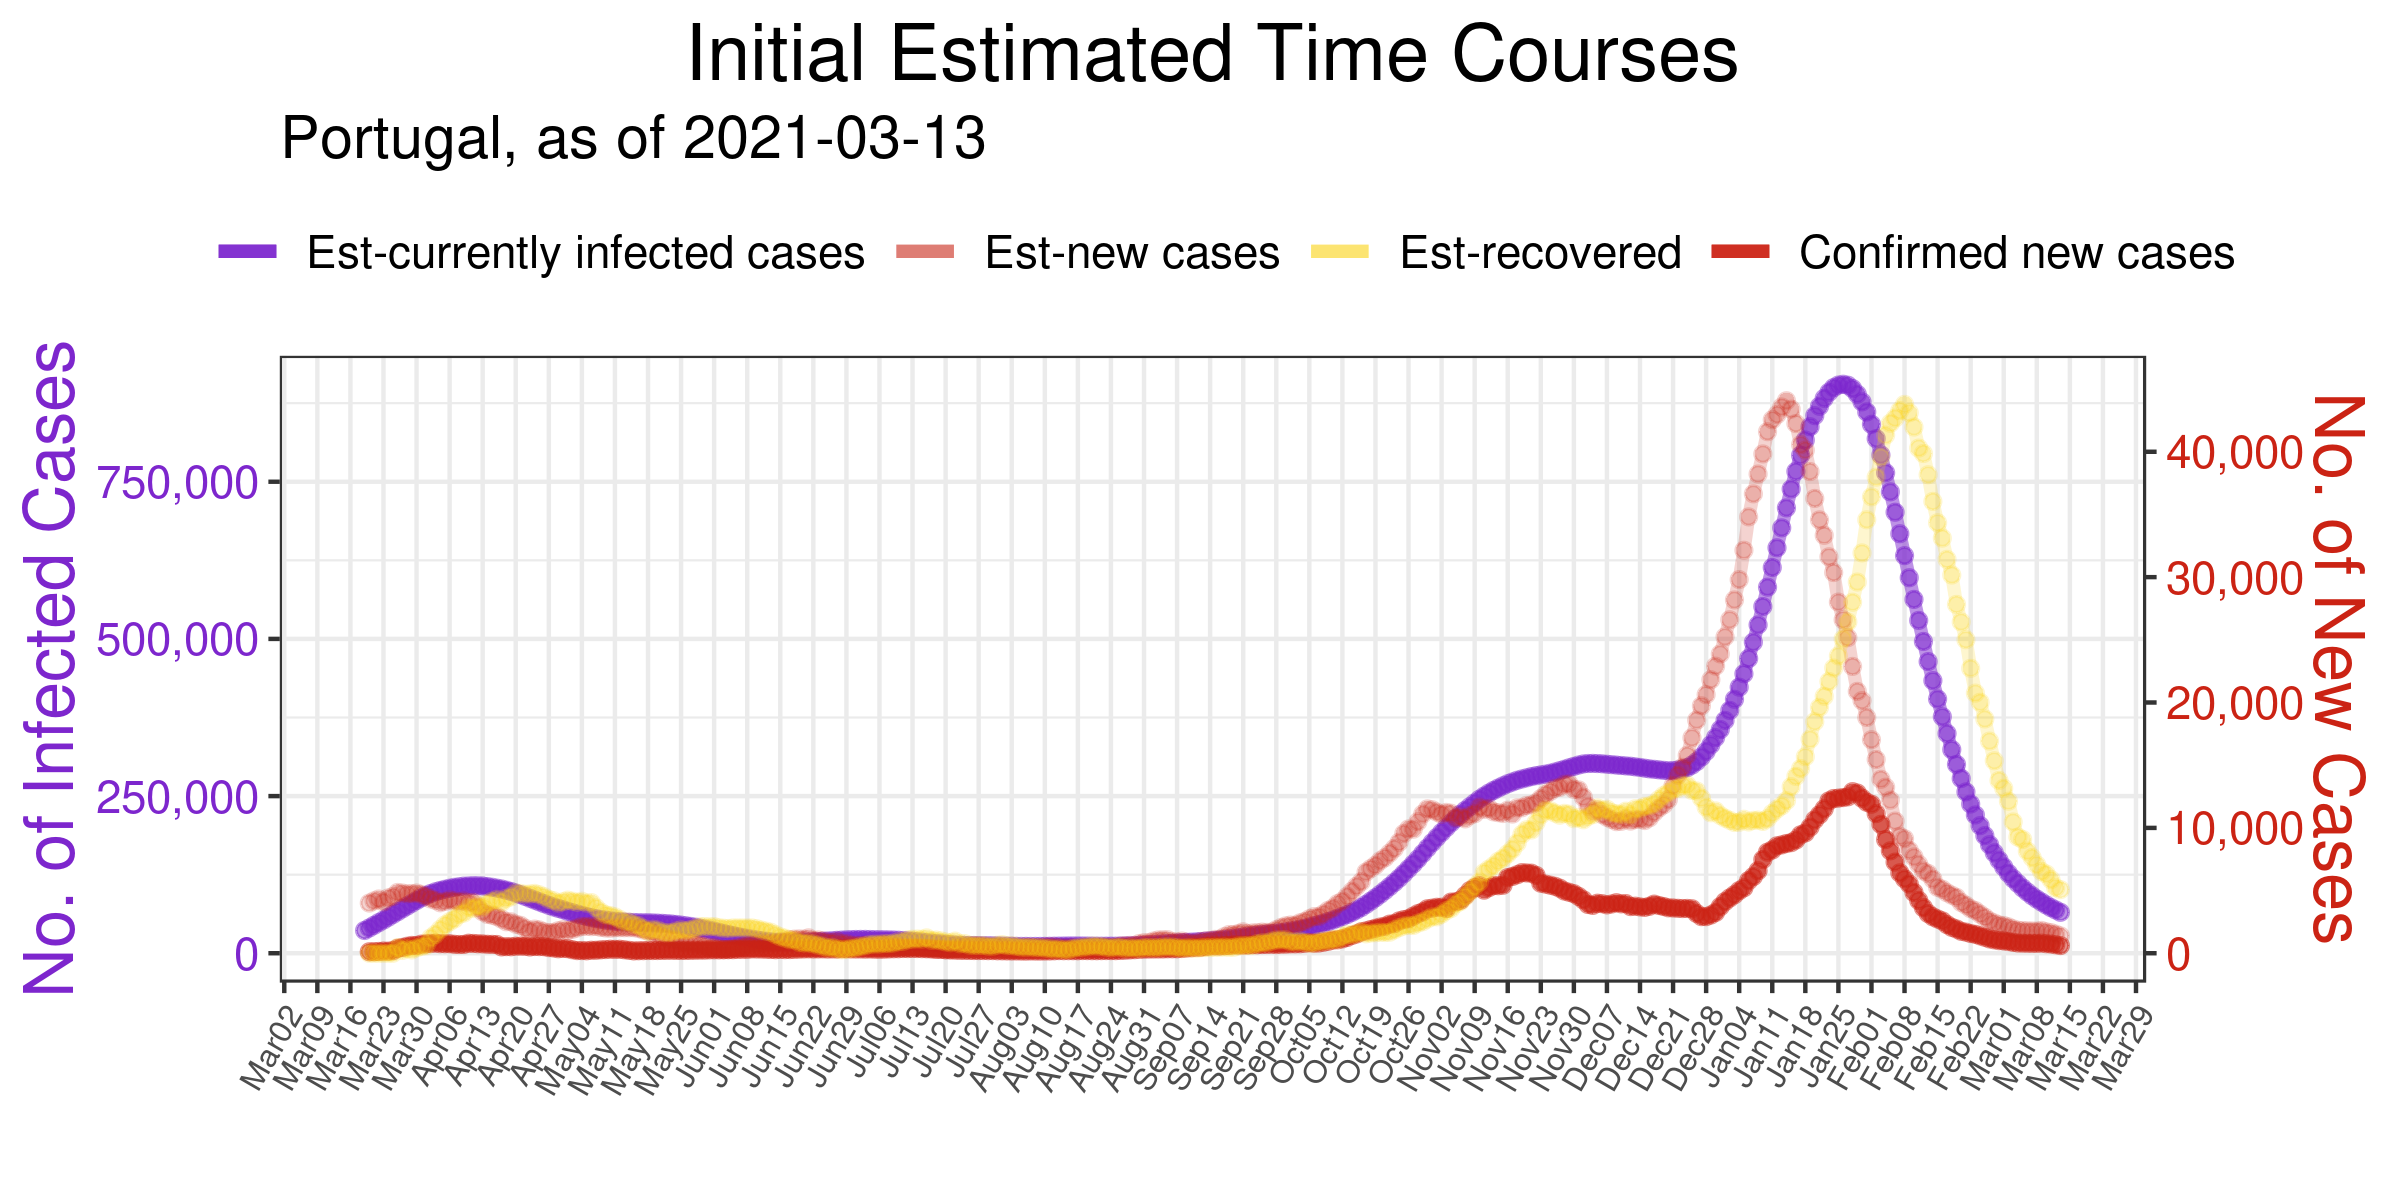 Initial Estimated Time Courses
Portugal, as of 2021-03-13
Est-currently infected cases Est-new cases Est-recovered Confirmed new cases
No. of Infected Cases
750,000
500,000
250,000
0
40,000
30,000
20,000
10,000
0
No. of New Cases
Mar02 Mar09 Mar16 Mar23 Mar30 Apr06 Apr13 Apr20 Apr27 May04 May11 May18 May25 Jun01 Jun08 Jun15 Jun22 Jun29 Jul06 Jul13 Jul20 Jul27 Aug03 Aug10 Aug17 Aug24 Aug31 Sep07 Sep14 Sep21 Sep28 Oct05 Oct12 Oct19 Oct26 Nov02 Nov09 Nov16 Nov23 Nov30 Dec07 Dec14 Dec21 Dec28 Jan04 Jan11 Jan18 Jan25 Feb01 Feb08 Feb15 Feb22 Mar01 Mar08 Mar15 Mar22 Mar29